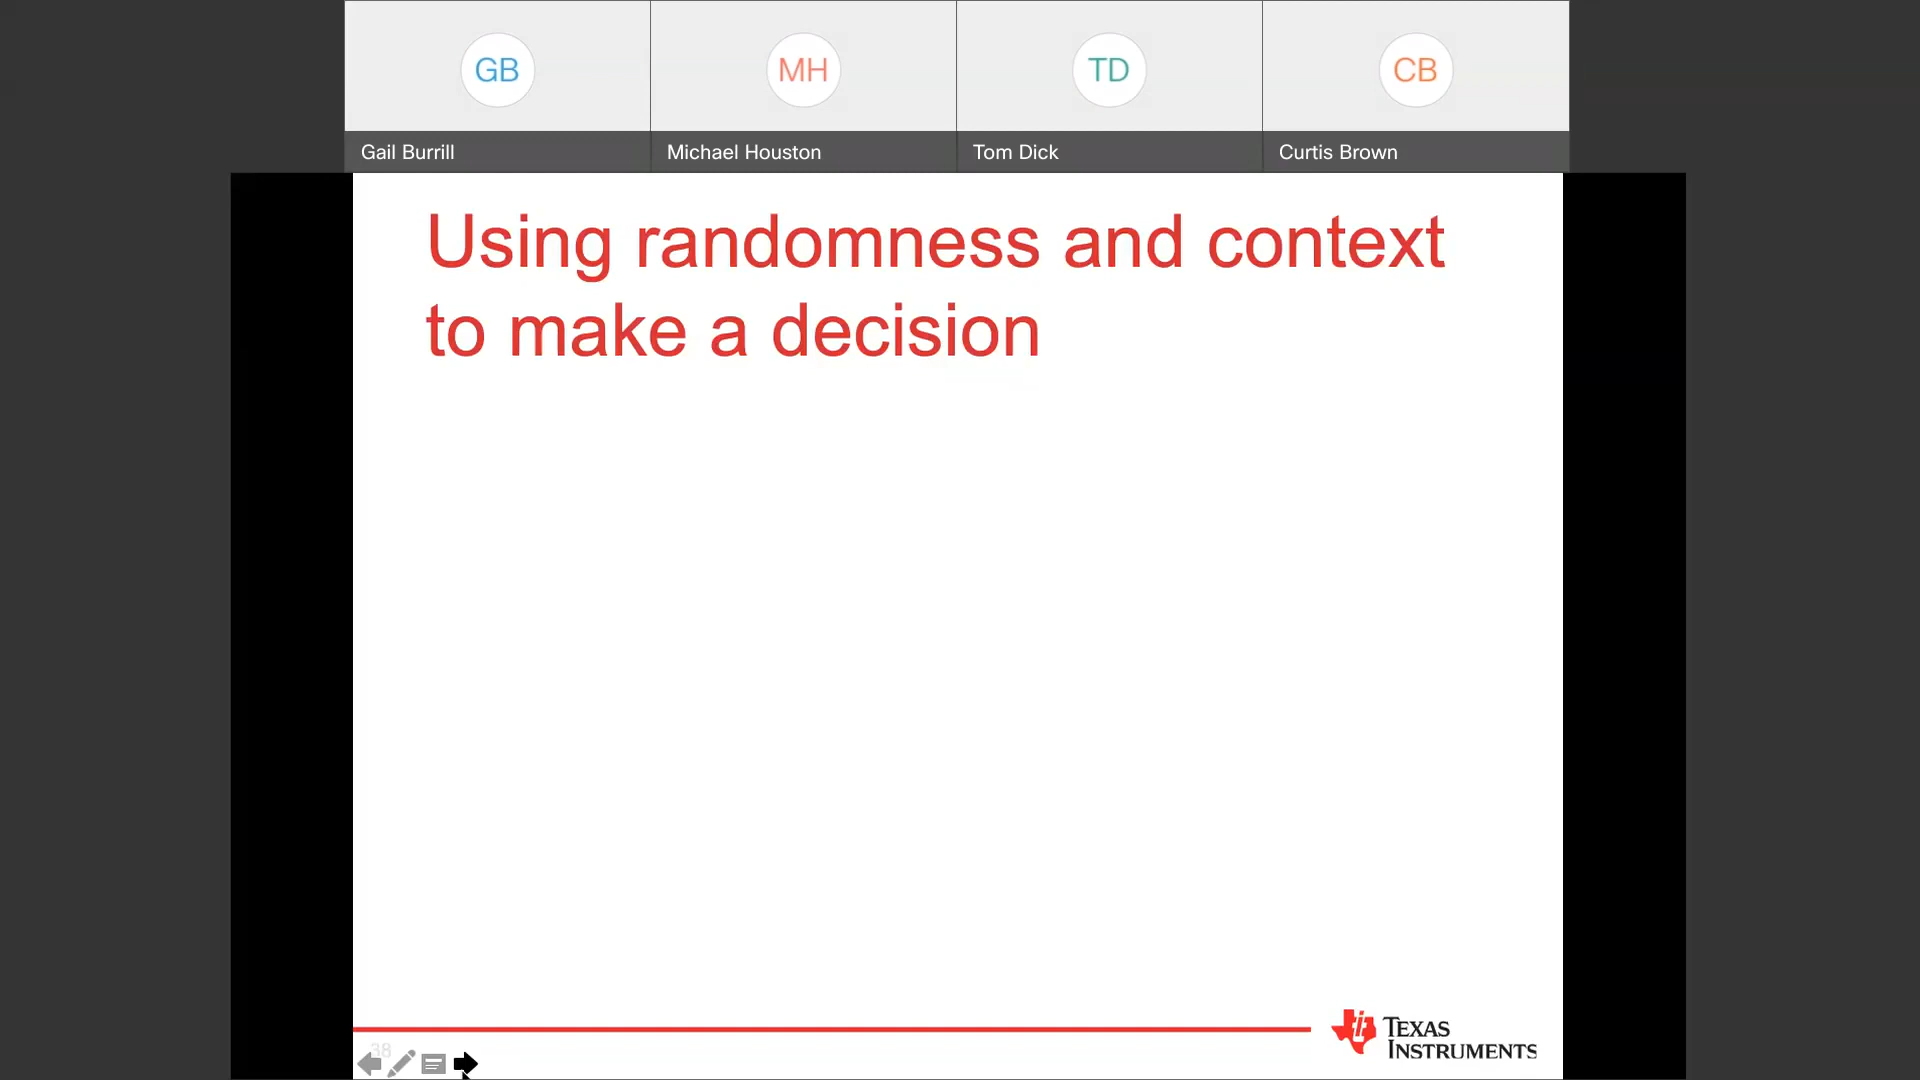 GB
MH
TD
CB
Gail Burrill
Michael Houston
Tom Dick
Curtis Brown
Using randomness and context
to make a decision
38
TEXAS
INSTRUMENTS